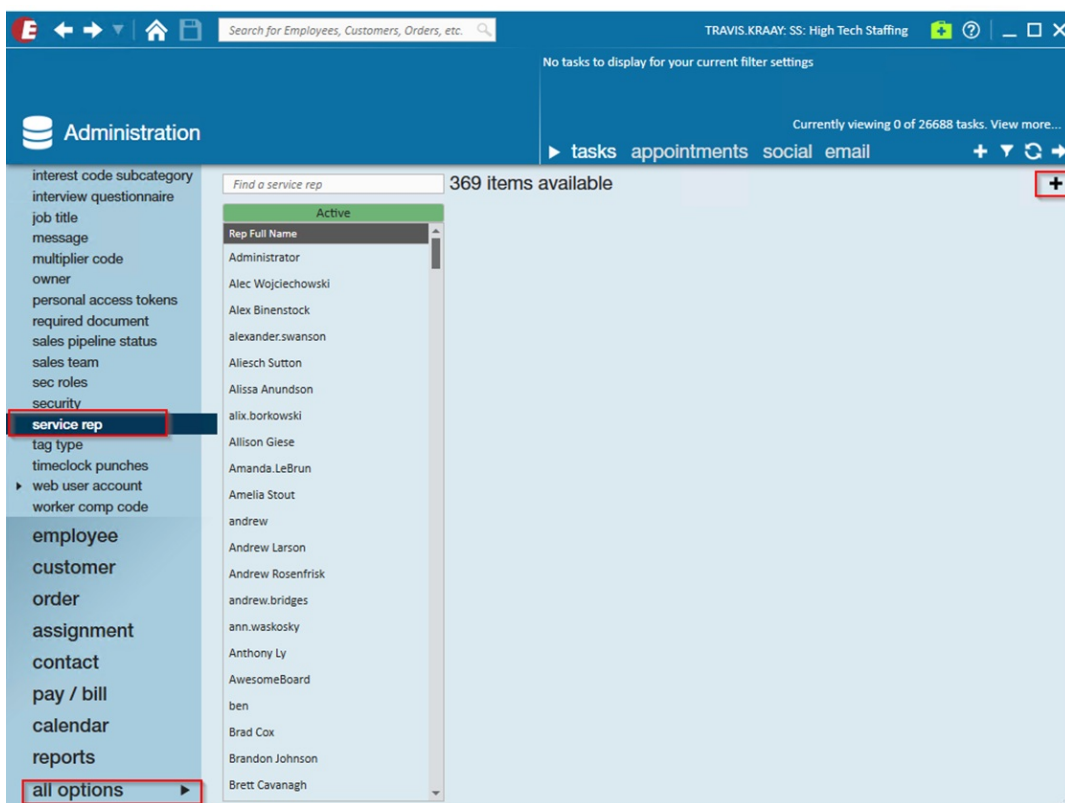 E
Search for Employees, Customers, Orders, etc.
TRAVIS.KRAAY: SS: High Tech Staffing
No tasks to display for your current filter settings
Currently viewing 0 of 26688 tasks. View more...
Administration
tasks appointments social email
interest code subcategory
interview questionnaire
job title
message
multiplier code
owner
personal access tokens
required document
sales pipeline status
sales team
sec roles
security
service rep
tag type
timeclock punches
web user account
worker comp code
employee
customer
order
assignment
contact
pay / bill
calendar
reports
all options
Find a service rep
369 items available
Active
Rep Full Name
Administrator
Alec Wojciechowski
Alex Binenstock
alexander.swanson
Aliesch Sutton
Alissa Anundson
alix.borkowski
Allison Giese
Amanda.LeBrun
Amelia Stout
andrew
Andrew Larson
Andrew Rosenfrisk
andrew.bridges
ann.waskosky
Anthony Ly
AwesomeBoard
ben
Brad Cox
Brandon Johnson
Brett Cavanagh